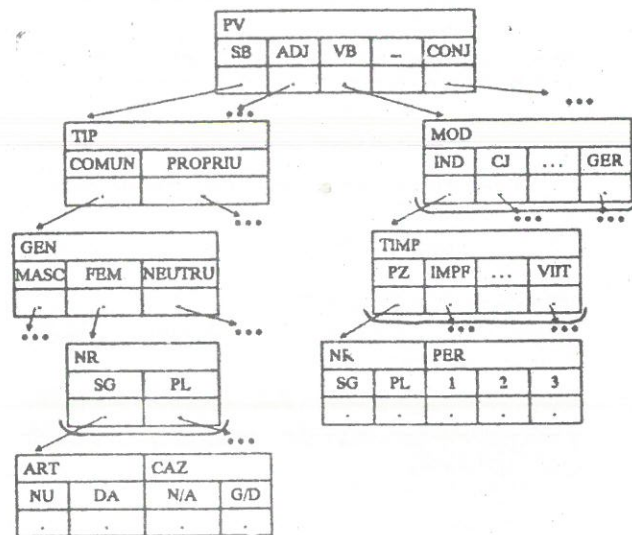 PV
SB ADJ VB ... CONJ
...
...
TIP
COMUN PROPRIU
...
MOD
IND CJ ... GER
...
...
GEN
MASC FEM NEUTRU
...
...
TIMP
PZ IMPF ... VIIT
...
...
NR
SG PL
...
NR PER
SG PL 1 2 3
ART CAZ
NU DA N/A G/D